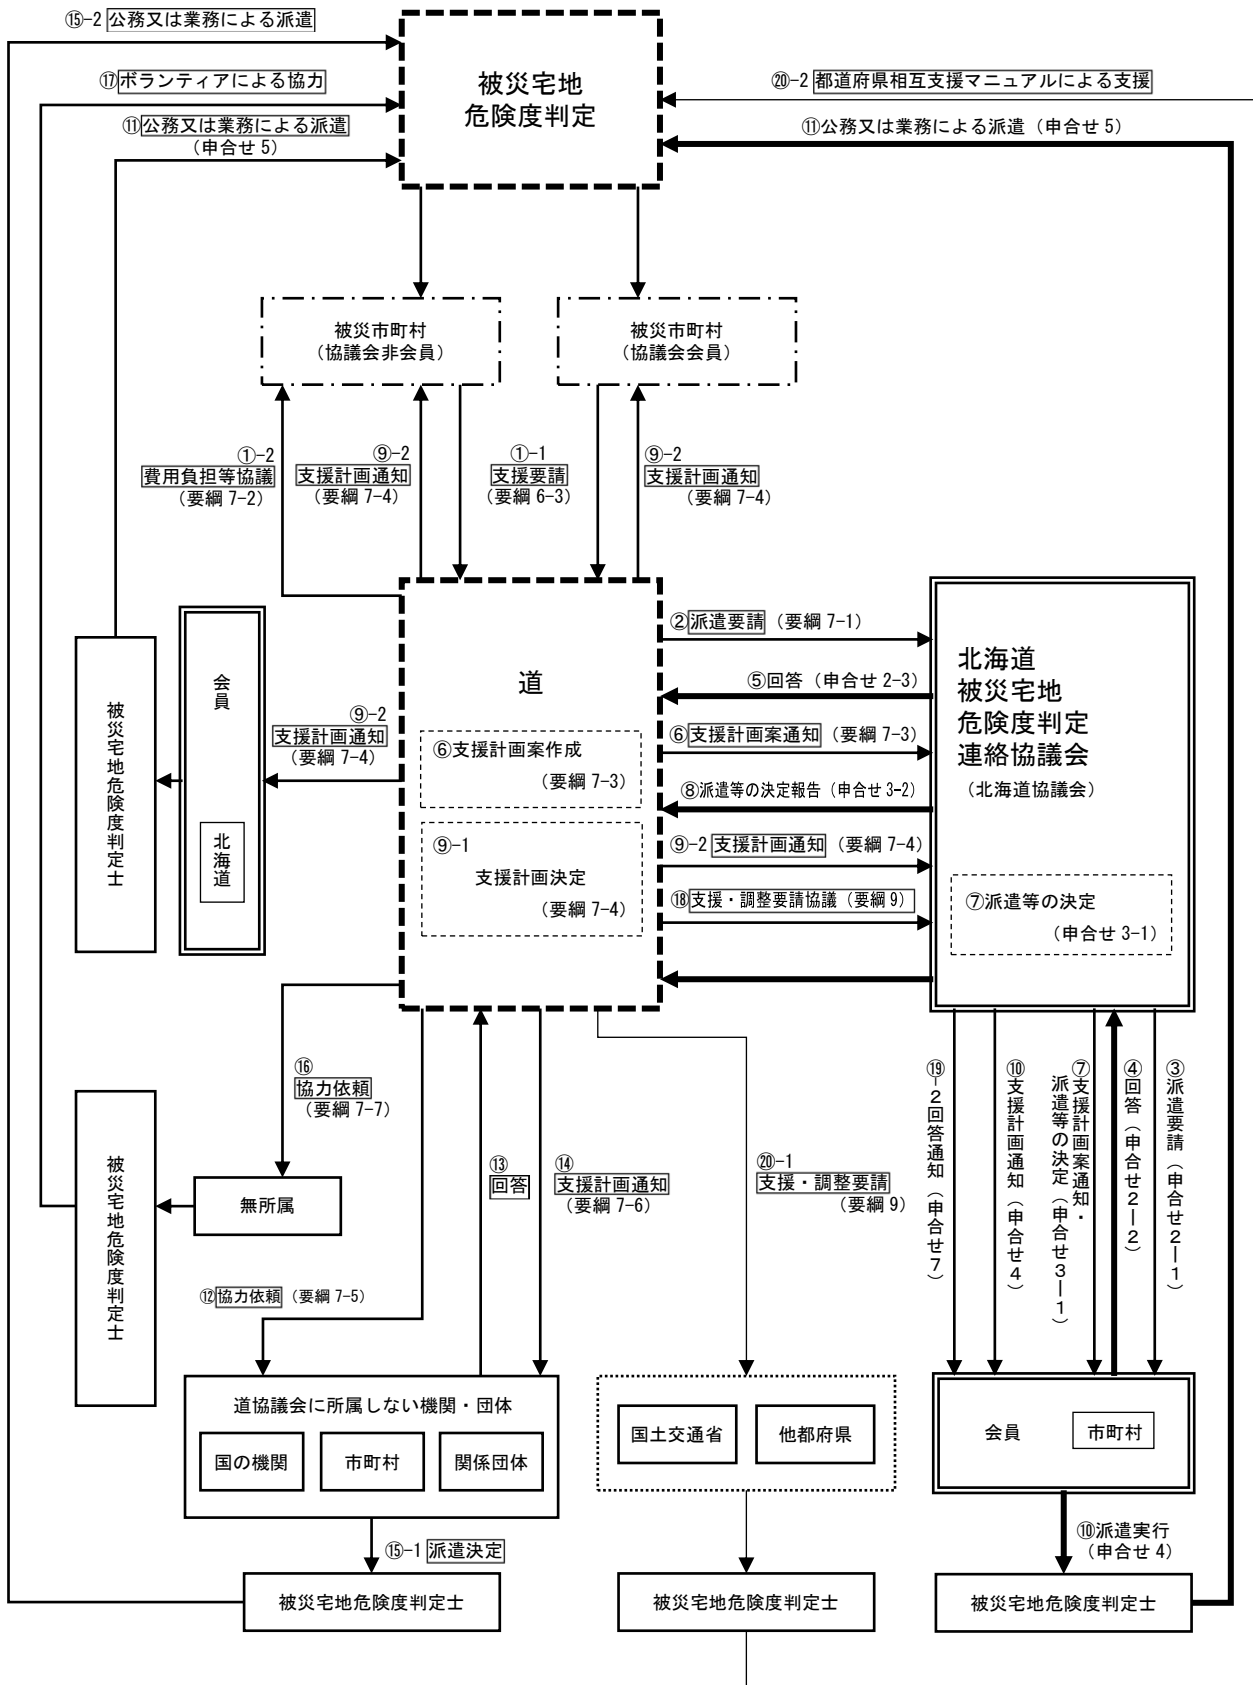 ⑮-2 公務又は業務による派遣
⑰ボランティアによる協力
⑪公務又は業務による派遣
(申合せ 5)
被災宅地
危険度判定
⑳-2 都道府県相互支援マニュアルによる支援
⑪公務又は業務による派遣（申合せ 5）
被災市町村
（協議会非会員）
被災市町村
（協議会会員）
①-2
費用負担等協議
（要綱 7-2）
⑨-2
支援計画通知
（要綱 7-4）
①-1
支援要請
（要綱 6-3）
⑨-2
支援計画通知
（要綱 7-4）
道
⑥支援計画案作成
（要綱 7-3）
⑨-1
支援計画決定
（要綱 7-4）
②派遣要請（要綱 7-1）
⑤回答（申合せ 2-3）
⑥支援計画案通知（要綱 7-3）
⑧派遣等の決定報告（申合せ 3-2）
⑨-2 支援計画通知（要綱 7-4）
⑱支援・調整要請協議（要綱 9）
北海道
被災宅地
危険度判定
連絡協議会
（北海道協議会）
⑦派遣等の決定
（申合せ 3-1）
被災宅地危険度判定士
会員
北海道
⑨-2
支援計画通知
（要綱 7-4）
⑯
協力依頼
（要綱 7-7）
被災宅地危険度判定士
無所属
⑫協力依頼（要綱 7-5）
⑬
回答
⑭
支援計画通知
（要綱 7-6）
⑳-1
支援・調整要請
（要綱 9）
③派遣要請（申合せ２―１）
④回答（申合せ２―２）
⑦支援計画案通知・
派遣等の決定（申合せ３―１）
⑩支援計画通知（申合せ４）
⑲-２回答通知（申合せ７）
道協議会に所属しない機関・団体
国の機関
市町村
関係団体
国土交通省
他都府県
会員
市町村
⑮-1 派遣決定
⑩派遣実行
（申合せ 4）
被災宅地危険度判定士
被災宅地危険度判定士
被災宅地危険度判定士